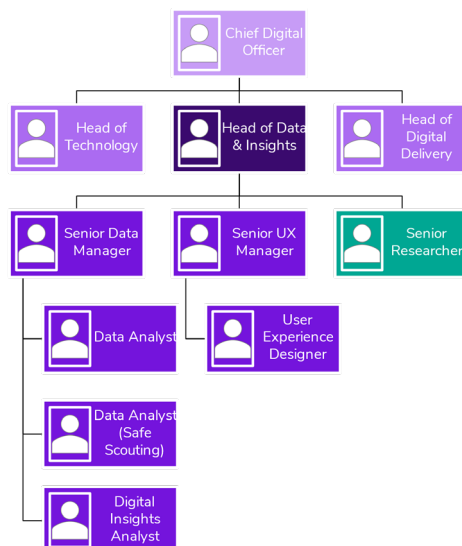 Chief Digital
Officer
Head of
Technology
Head of Data
& Insights
Head of
Digital
Delivery
Senior Data
Manager
Senior UX
Manager
Senior
Researcher
Data Analyst
User
Experience
Designer
Data Analyst
(Safe
Scouting)
Digital
Insights
Analyst